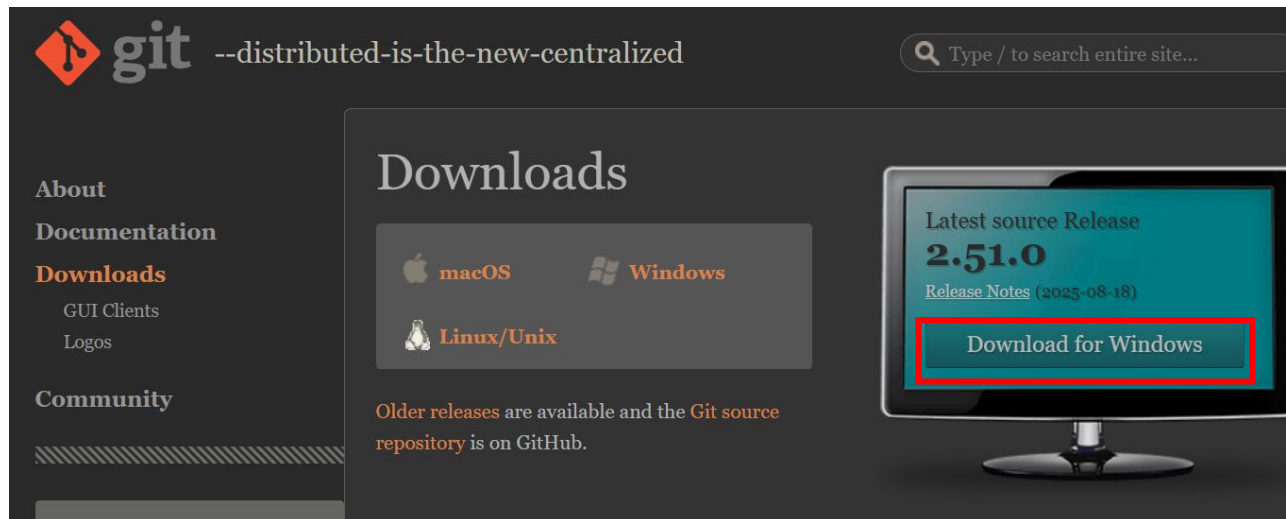 git --distributed-is-the-new-centralized
Type / to search entire site...
About
Documentation
Downloads
GUI Clients
Logos
Community
Downloads
macOS
Windows
Linux/Unix
Older releases are available and the Git source
repository is on GitHub.
Latest source Release
2.51.0
Release Notes (2025-08-18)
Download for Windows